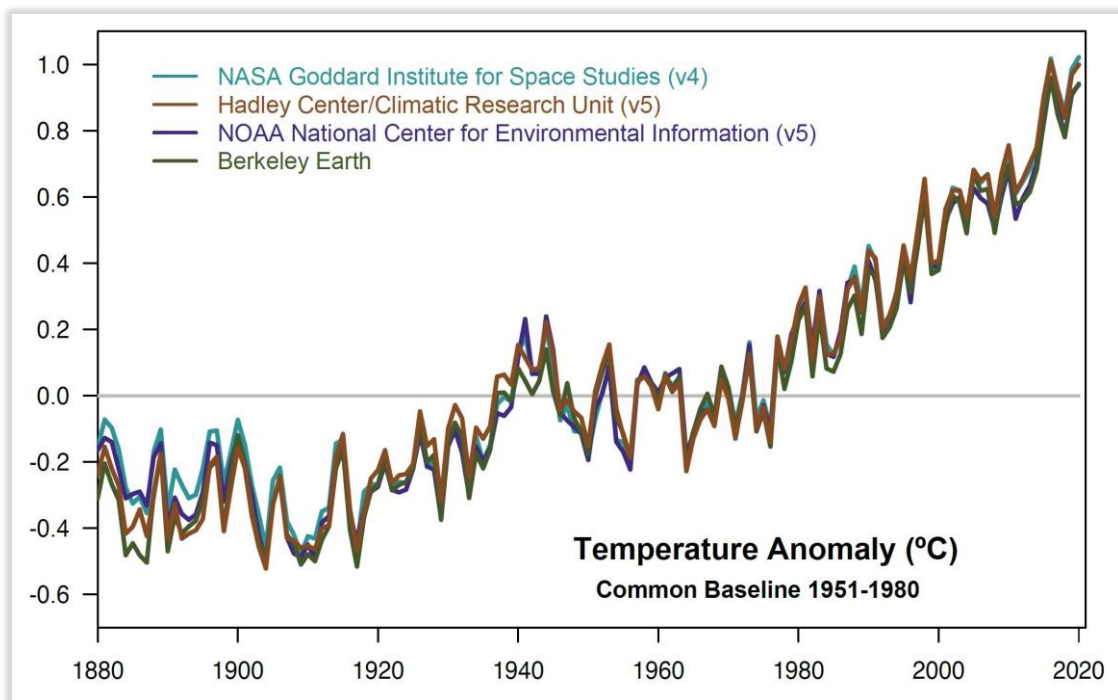 1.0
NASA Goddard Institute for Space Studies (v4)
Hadley Center/Climatic Research Unit (v5)
0.8
NOAA National Center for Environmental Information (v5)
Berkeley Earth
0.6
0.4
0.2
0.0
-0.2
-0.4
Temperature Anomaly (ºC)
Common Baseline 1951-1980
-0.6
1880 1900 1920 1940 1960 1980 2000 2020